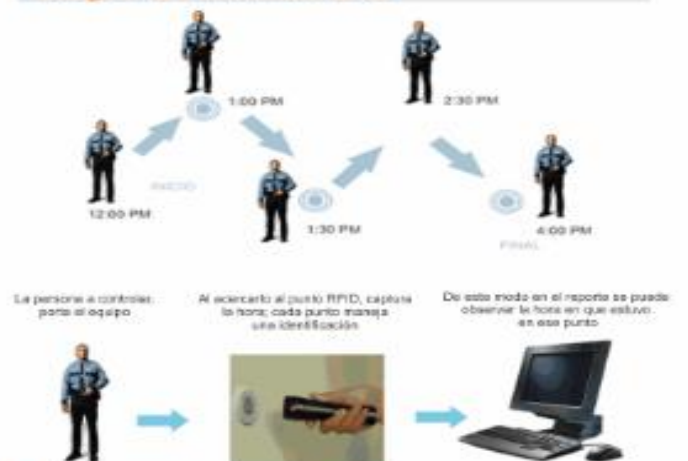 1:00 PM
2:30 PM
INICIO
12:00 PM
1:30 PM
4:00 PM
FINAL
La persona a controlar,
porta el equipo
Al acercarlo al punto RFID, captura
la hora; cada punto maneja
una identificación
De este modo en el reporte se puede
observar la hora en que estuvo
en ese punto